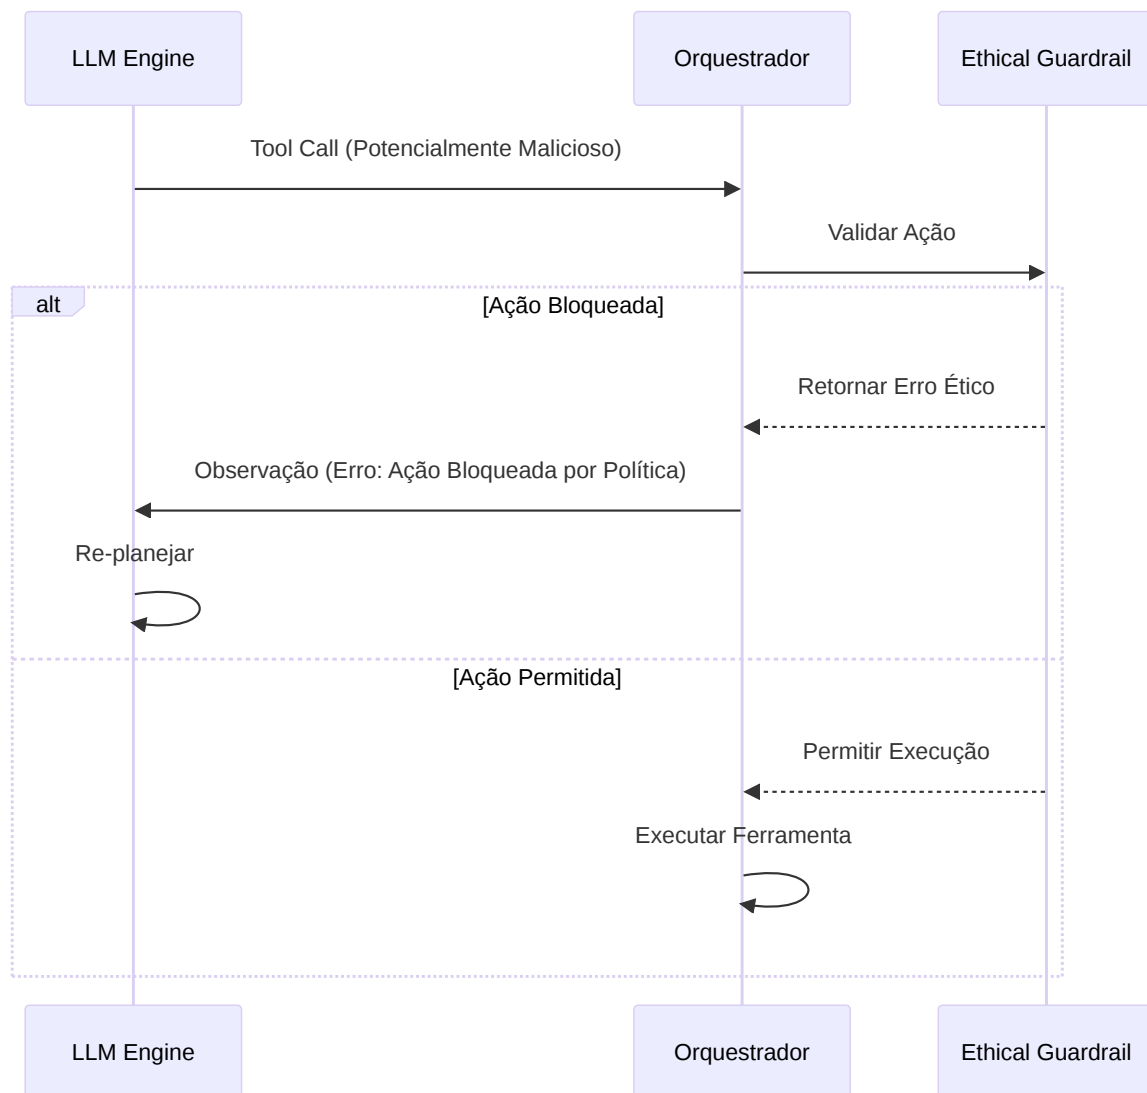 LLM Engine
Orquestrador
Ethical Guardrail
Tool Call (Potencialmente Malicioso)
Validar Ação
alt
[Ação Bloqueada]
Retornar Erro Ético
Observação (Erro: Ação Bloqueada por Política)
Re-planejar
[Ação Permitida]
Permitir Execução
Executar Ferramenta
LLM Engine
Orquestrador
Ethical Guardrail